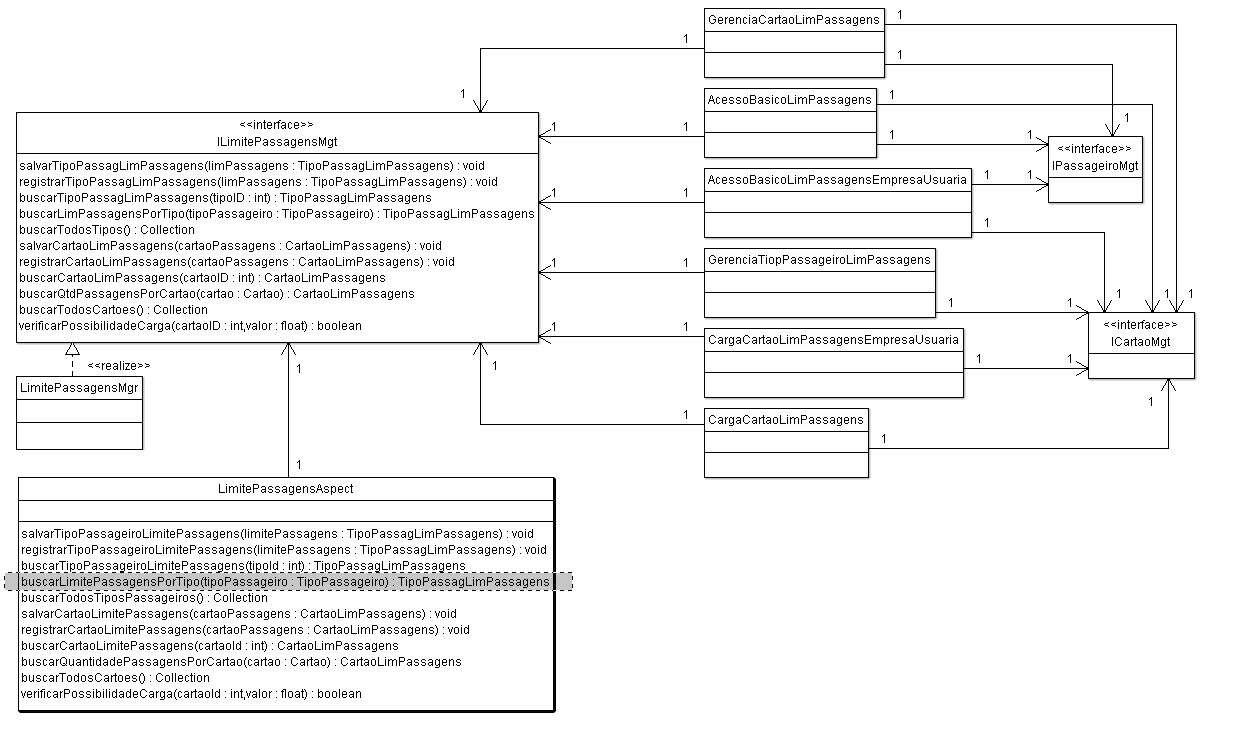 <<interface>>
ILimitePassagensMgt
salvarTipoPassagLimPassagens(limPassagens : TipoPassagLimPassagens) : void
registrarTipoPassagLimPassagens(limPassagens : TipoPassagLimPassagens) : void
buscarTipoPassagLimPassagens(tipoID : int) : TipoPassagLimPassagens
buscarLimPassagensPorTipo(tipoPassageiro : TipoPassageiro) : TipoPassagLimPassagens
buscarTodosTipos() : Collection
salvarCartaoLimPassagens(cartaoPassagens : CartaoLimPassagens) : void
registrarCartaoLimPassagens(cartaoPassagens : CartaoLimPassagens) : void
buscarCartaoLimPassagens(cartaoID : int) : CartaoLimPassagens
buscarQtdPassagensPorCartao(cartao : Cartao) : CartaoLimPassagens
buscarTodosCartoes() : Collection
verificarPossibilidadeCarga(cartaoID : int,valor : float) : boolean
<<realize>>
LimitePassagensMgr
1
1
LimitePassagensAspect
salvarTipoPassageiroLimitePassagens(limitePassagens : TipoPassagLimPassagens) : void
registrarTipoPassageiroLimitePassagens(limitePassagens : TipoPassagLimPassagens) : void
buscarTipoPassageiroLimitePassagens(tipoId : int) : TipoPassagLimPassagens
buscarLimitePassagensPorTipo(tipoPassageiro : TipoPassageiro) : TipoPassagLimPassagens
buscarTodosTiposPassageiros() : Collection
salvarCartaoLimitePassagens(cartaoPassagens : CartaoLimPassagens) : void
registrarCartaoLimitePassagens(cartaoPassagens : CartaoLimPassagens) : void
buscarCartaoLimitePassagens(cartaoId : int) : CartaoLimPassagens
buscarQuantidadePassagensPorCartao(cartao : Cartao) : CartaoLimPassagens
buscarTodosCartoes() : Collection
verificarPossibilidadeCarga(cartaoId : int,valor : float) : boolean
1
1
GerenciaCartaoLimPassagens
1
1
1
1
AcessoBasicoLimPassagens
1
1
1
1
1
1
AcessoBasicoLimPassagensEmpresaUsuaria
1
1
1
<<interface>>
IPassageiroMgt
1
1
GerenciaTiopPassageiroLimPassagens
1
1
1
1
1
<<interface>>
ICartaoMgt
1
1
CargaCartaoLimPassagensEmpresaUsuaria
1
1
1
1
CargaCartaoLimPassagens
1
1